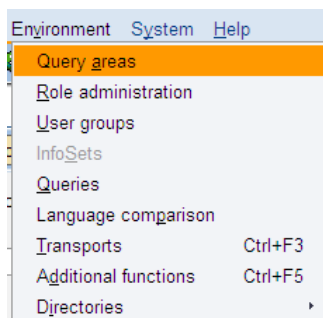 Environment System Help
Query areas
Role administration
User groups
InfoSets
Queries
Language comparison
Transports Ctrl+F3
Additional functions Ctrl+F5
Directories